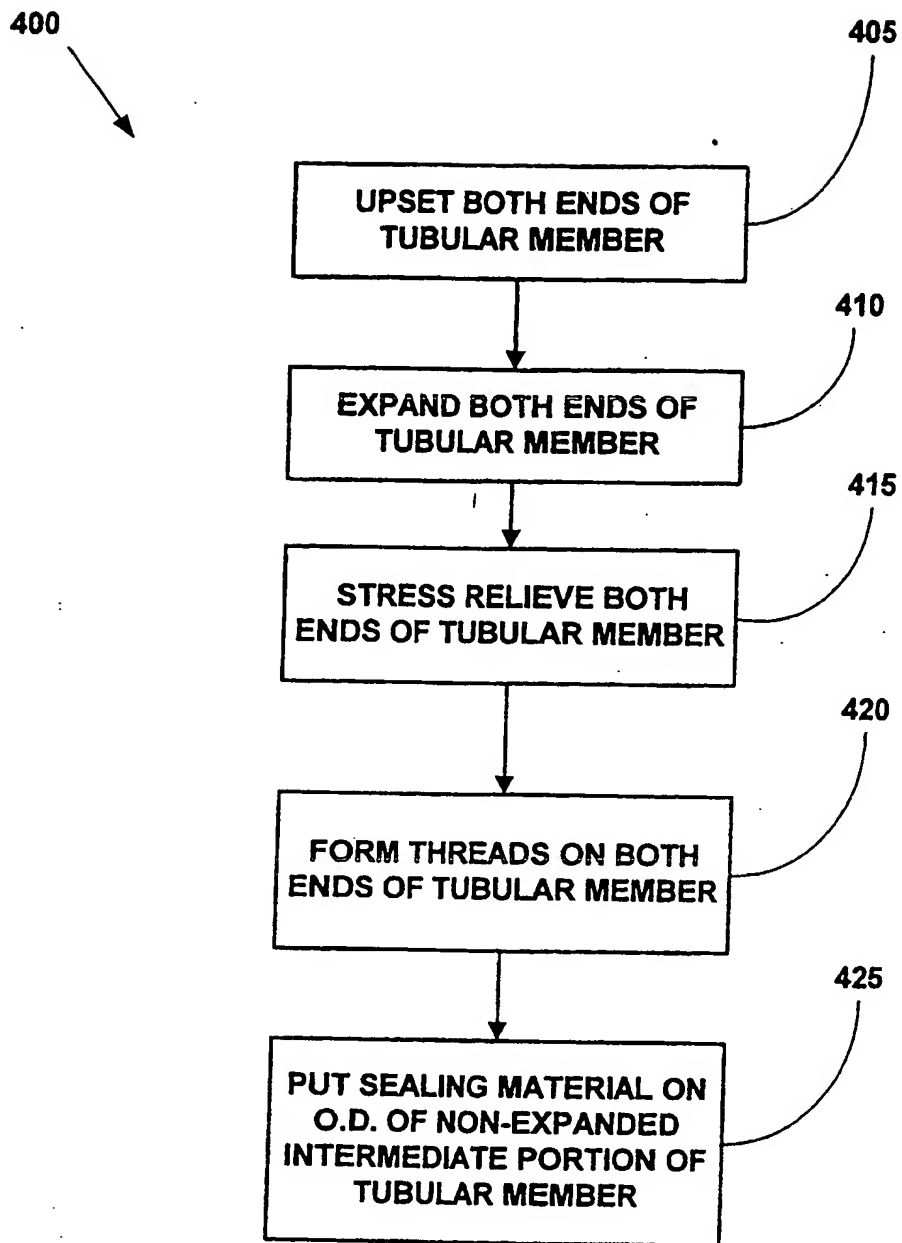 400
405
UPSET BOTH ENDS OF
TUBULAR MEMBER
410
EXPAND BOTH ENDS OF
TUBULAR MEMBER
415
STRESS RELIEVE BOTH
ENDS OF TUBULAR MEMBER
420
FORM THREADS ON BOTH
ENDS OF TUBULAR MEMBER
425
PUT SEALING MATERIAL ON
O.D. OF NON-EXPANDED
INTERMEDIATE PORTION OF
TUBULAR MEMBER